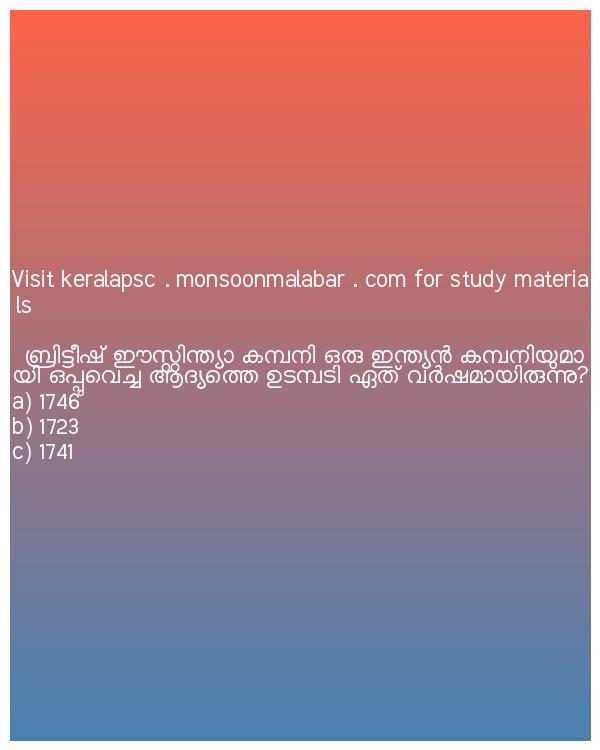 Visit keralapsc . monsoonmalabar . com for study materia
ls
ബ്രിട്ടീഷ് ഈസ്റ്റിന്ത്യാ കമ്പനി ഒരു ഇന്ത്യൻ കമ്പനിയുമാ
യി ഒപ്പുവെച്ച ആദ്യത്തെ ഉടമ്പടി ഏത് വർഷമായിരുന്നു?
a) 1746
b) 1723
c) 1741